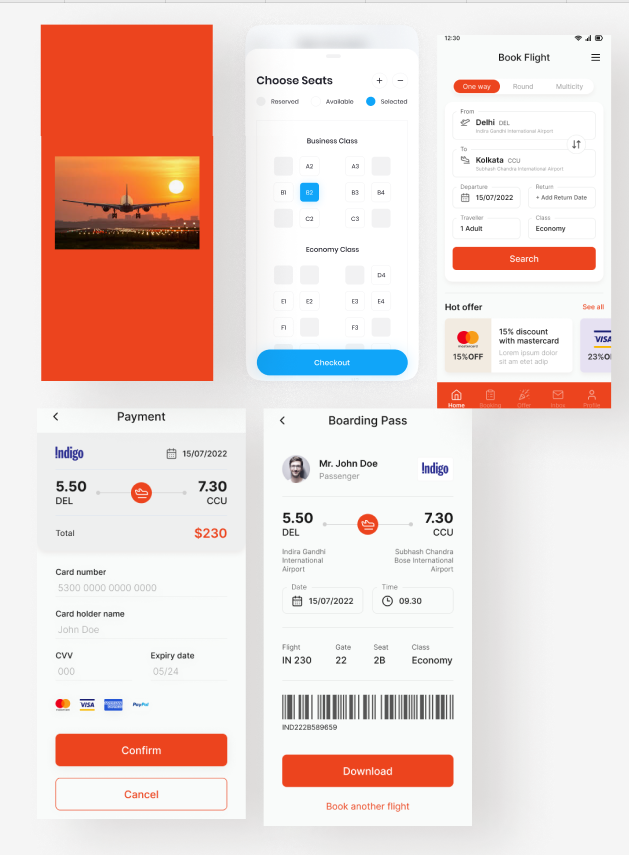 Choose Seats + −
Reserved Available Selected
Business Class
A2 A3
B1 B2 B3 B4
C2 C3
Economy Class
D4
E1 E2 E3 E4
F1 F3
Checkout
12:30
Book Flight
One way Round Multicity
From
Delhi DEL
Indira Gandhi International Airport
To
Kolkata CCU
Subhash Chandra International Airport
Departure Return
15/07/2022 + Add Return Date
Traveller Class
1 Adult Economy
Search
Hot offer See all
mastercard
15%OFF
15% discount
with mastercard
Lorem ipsum dolor
sit am etet adip
VISA
23%O
Home Booking Offer Inbox Profile
Payment
IndiGo
15/07/2022
5.50 7.30
DEL CCU
Total $230
Card number
5300 0000 0000 0000
Card holder name
John Doe
CVV Expiry date
000 05/24
VISA PayPal
Confirm
Cancel
Boarding Pass
Mr. John Doe
Passenger
IndiGo
5.50 7.30
DEL CCU
Indira Gandhi
International
Airport
Subhash Chandra
Bose International
Airport
Date Time
15/07/2022 09.30
Flight Gate Seat Class
IN 230 22 2B Economy
IND222B589659
Download
Book another flight